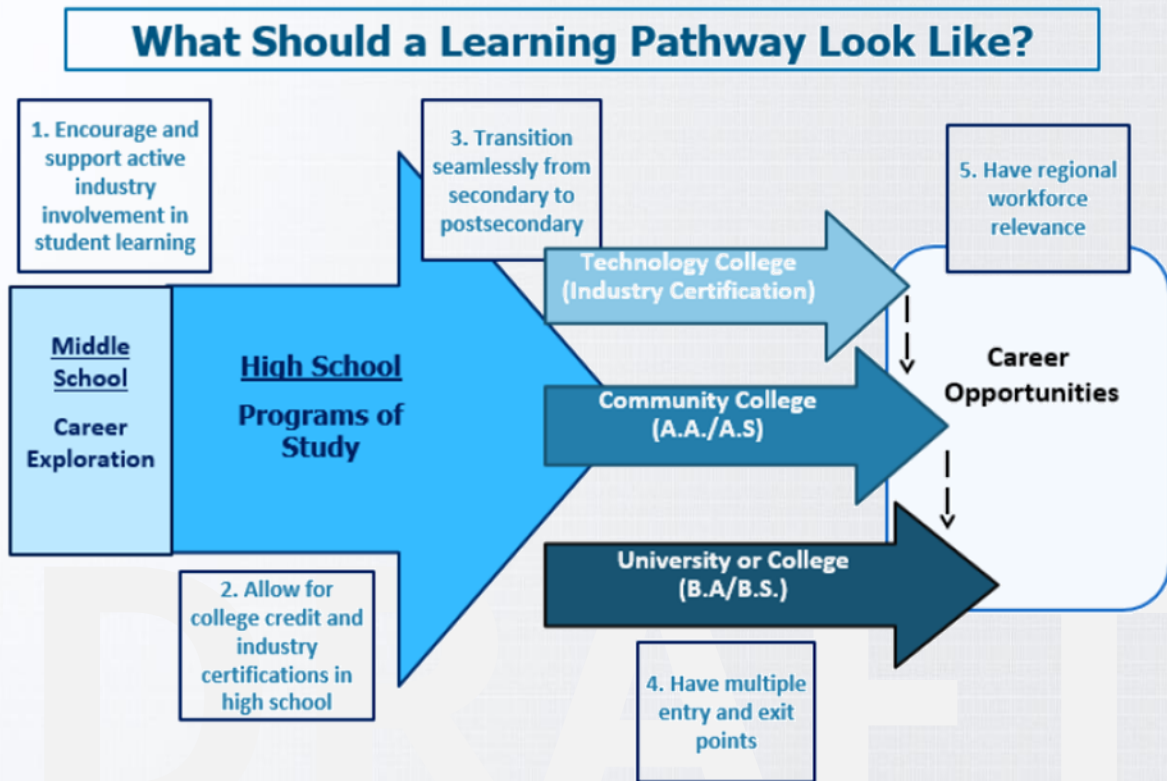 What Should a Learning Pathway Look Like?
1. Encourage and
support active
industry
involvement in
student learning
3. Transition
seamlessly from
secondary to
postsecondary
5. Have regional
workforce
relevance
Middle
School
Career
Exploration
High School
Programs of
Study
Technology College
(Industry Certification)
Community College
(A.A./A.S)
University or College
(B.A/B.S.)
Career
Opportunities
2. Allow for
college credit and
industry
certifications in
high school
4. Have multiple
entry and exit
points
DRAFT